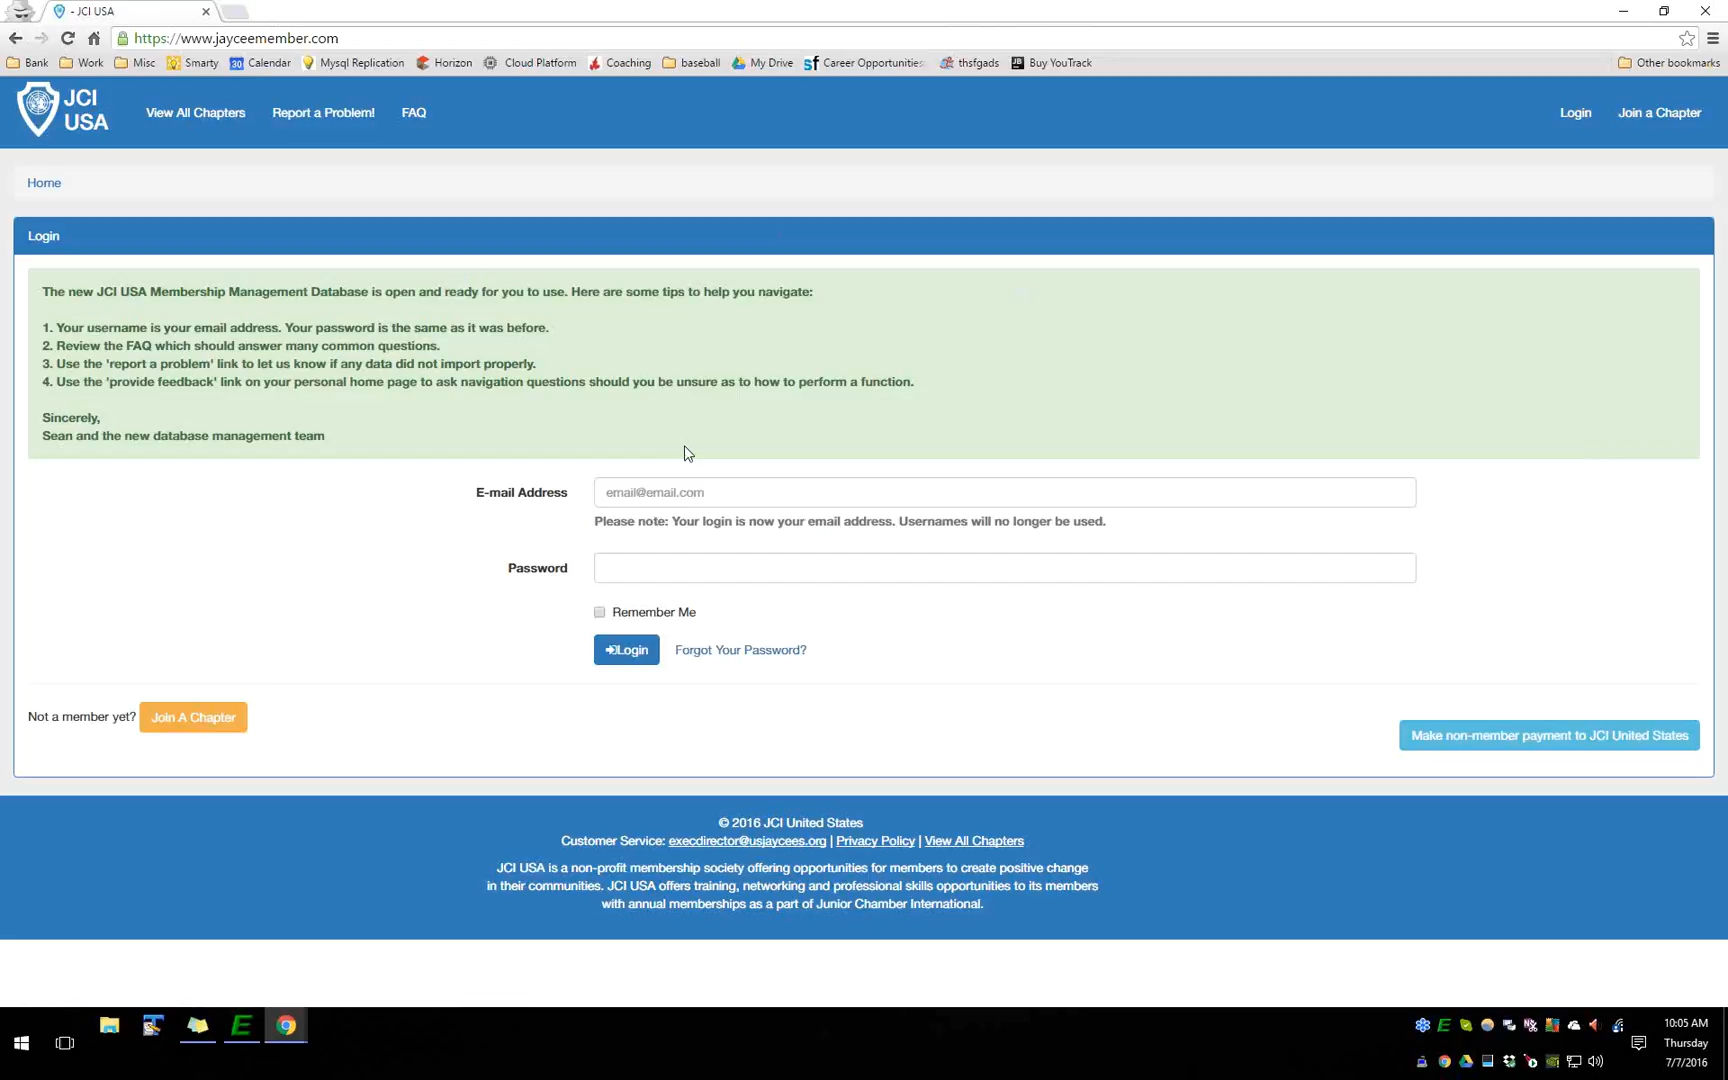 - JCI USA
https://www.jayceemember.com
Bank Work Misc Smarty Calendar Mysql Replication Horizon Cloud Platform Coaching baseball My Drive Career Opportunities thsfgads Buy YouTrack Other bookmarks
JCI
USA
View All Chapters Report a Problem! FAQ Login Join a Chapter
Home
Login
The new JCI USA Membership Management Database is open and ready for you to use. Here are some tips to help you navigate:
1. Your username is your email address. Your password is the same as it was before.
2. Review the FAQ which should answer many common questions.
3. Use the 'report a problem' link to let us know if any data did not import properly.
4. Use the 'provide feedback' link on your personal home page to ask navigation questions should you be unsure as to how to perform a function.
Sincerely,
Sean and the new database management team
E-mail Address email@email.com
Please note: Your login is now your email address. Usernames will no longer be used.
Password
Remember Me
Login Forgot Your Password?
Not a member yet? Join A Chapter
Make non-member payment to JCI United States
© 2016 JCI United States
Customer Service: execdirector@usjaycees.org | Privacy Policy | View All Chapters
JCI USA is a non-profit membership society offering opportunities for members to create positive change
in their communities. JCI USA offers training, networking and professional skills opportunities to its members
with annual memberships as a part of Junior Chamber International.
10:05 AM
Thursday
7/7/2016